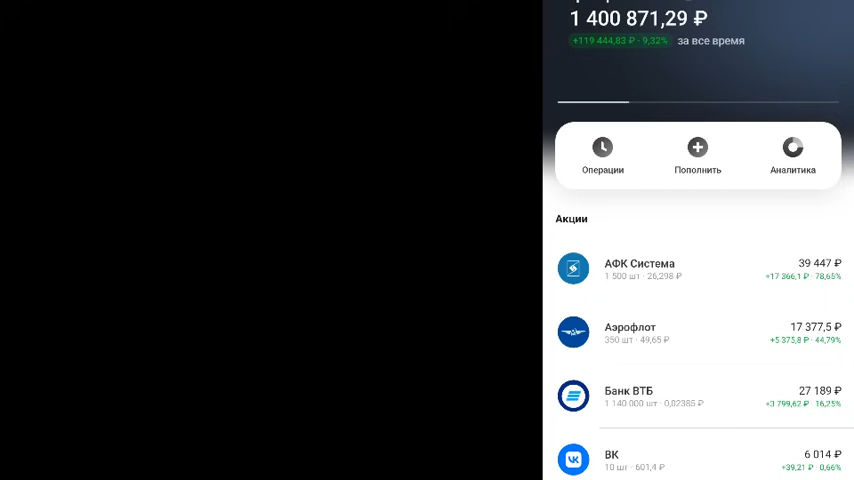 1 400 871,29 ₽
+119 444,83 ₽ · 9,32% за все время
Операции
Пополнить
Аналитика
Акции
АФК Система
39 447 ₽
1 500 шт · 26,298 ₽
+17 366,1 ₽ · 78,65%
Аэрофлот
17 377,5 ₽
350 шт · 49,65 ₽
+5 375,8 ₽ · 44,79%
Банк ВТБ
27 189 ₽
1 140 000 шт · 0,02385 ₽
+3 799,62 ₽ · 16,25%
ВК
6 014 ₽
10 шт · 601,4 ₽
+39,21 ₽ · 0,66%